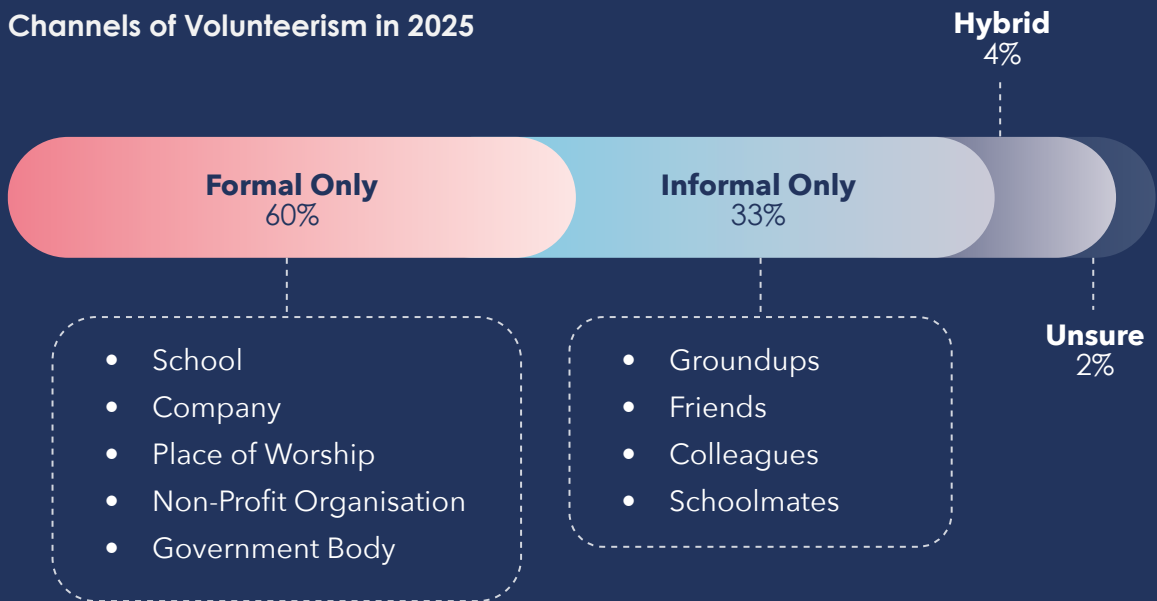 Channels of Volunteerism in 2025
Hybrid
4%
Formal Only
60%
Informal Only
33%
Unsure
2%
• School
• Company
• Place of Worship
• Non-Profit Organisation
• Government Body
• Groundups
• Friends
• Colleagues
• Schoolmates